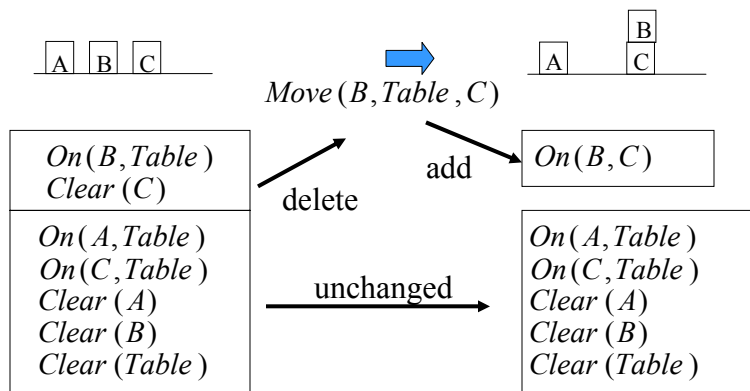 A B C
B
A C
Move(B,Table,C)
On(B,Table)
Clear(C)
delete
add
On(B,C)
On(A,Table)
On(C,Table)
Clear(A)
Clear(B)
Clear(Table)
unchanged
On(A,Table)
On(C,Table)
Clear(A)
Clear(B)
Clear(Table)